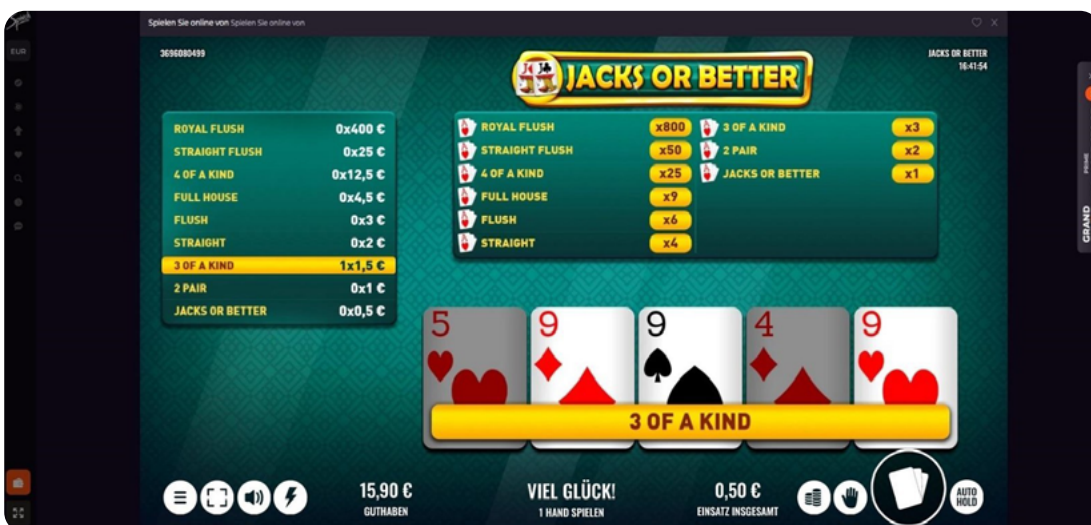 Spielen Sie online von Spielen Sie online von
X
EUR
3696080499
JACKS OR BETTER
JACKS OR BETTER
16:41:54
ROYAL FLUSH 0x400 €
STRAIGHT FLUSH 0x25 €
4 OF A KIND 0x12,5 €
FULL HOUSE 0x4,5 €
FLUSH 0x3 €
STRAIGHT 0x2 €
3 OF A KIND 1x1,5 €
2 PAIR 0x1 €
JACKS OR BETTER 0x0,5 €
ROYAL FLUSH x800 3 OF A KIND x3
STRAIGHT FLUSH x50 2 PAIR x2
4 OF A KIND x25 JACKS OR BETTER x1
FULL HOUSE x9
FLUSH x6
STRAIGHT x4
PRIME
GRAND
5 9 9 4 9
3 OF A KIND
15,90 € VIEL GLÜCK! 0,50 €
GUTHABEN 1 HAND SPIELEN EINSATZ INSGESAMT
AUTO
HOLD